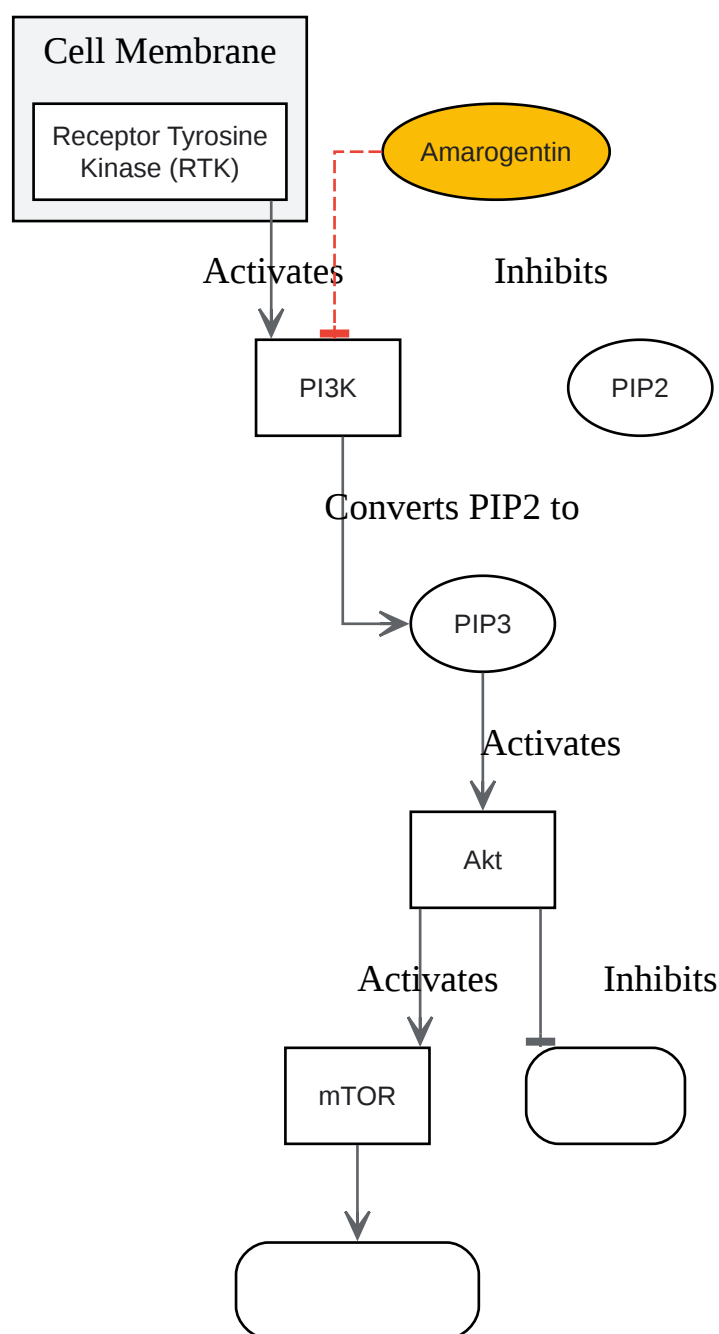 Cell Membrane
Receptor Tyrosine
Kinase (RTK)
Amarogentin
Activates
Inhibits
PI3K
PIP2
Converts PIP2 to
PIP3
Activates
Akt
Activates
Inhibits
mTOR